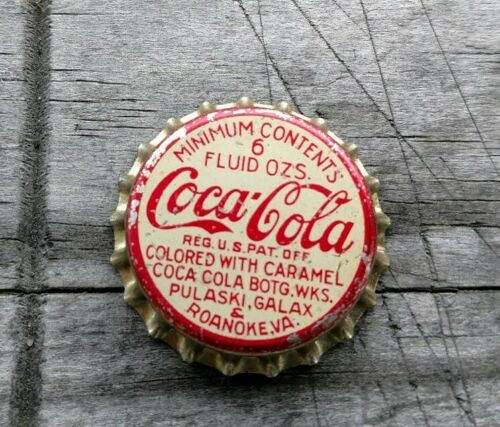 MINIMUM CONTENTS
6
FLUID OZS.
Coca-Cola
REG. U.S. PAT. OFF.
COLORED WITH CARAMEL
COCA COLA BOTG. WKS.
PULASKI, GALAX
&
ROANOKE, VA.